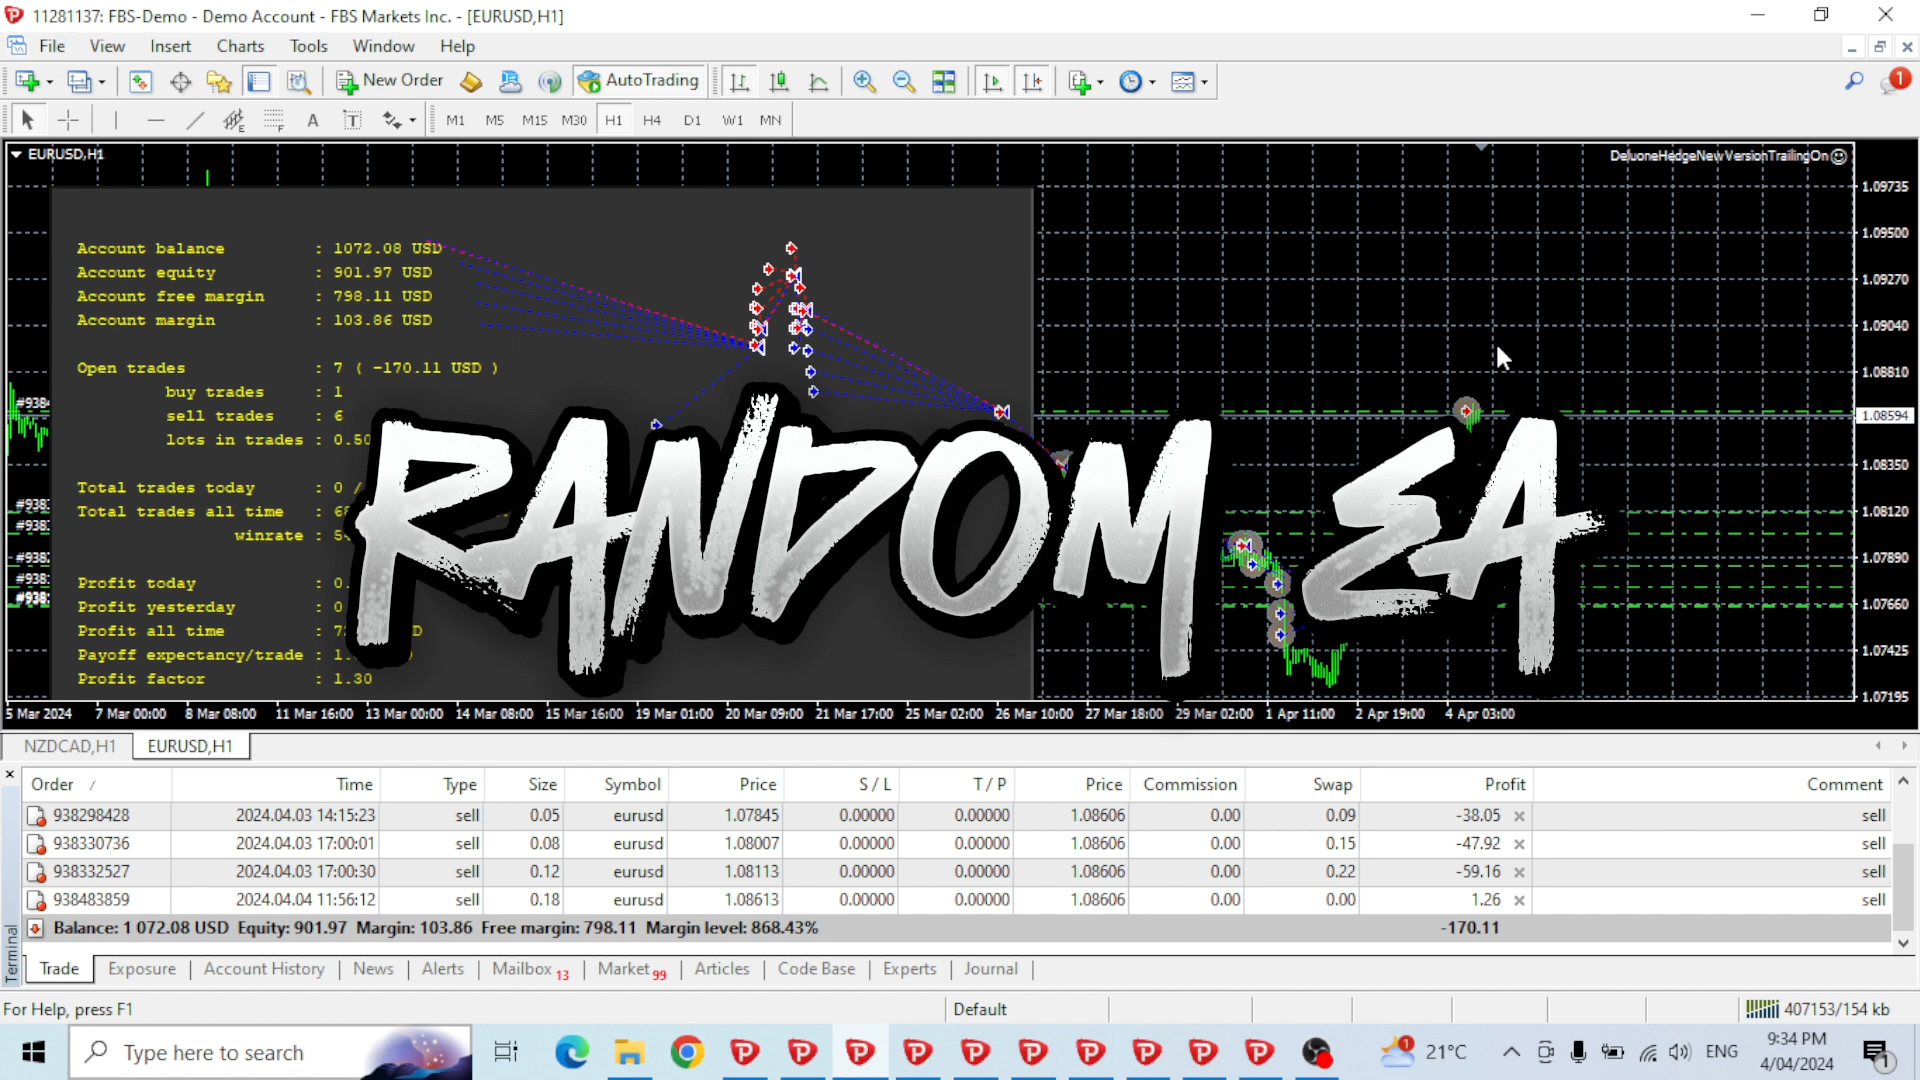 11281137: FBS-Demo - Demo Account - FBS Markets Inc. - [EURUSD,H1]
File View Insert Charts Tools Window Help
New Order AutoTrading 1
A T M1 M5 M15 M30 H1 H4 D1 W1 MN
EURUSD,H1 DeluoneHedgeNewVersionTrailingOn
1.09735
1.09500
1.09270
1.09040
1.08810
1.08594
1.08350
1.08120
1.07890
1.07660
1.07425
1.07195
Account balance : 1072.08 USD
Account equity : 901.97 USD
Account free margin : 798.11 USD
Account margin : 103.86 USD
Open trades : 7 ( -170.11 USD )
buy trades : 1
sell trades : 6
lots in trades : 0.50
Total trades today : 0 /
Total trades all time :
winrate :
Profit today : 0.
Profit yesterday : 0
Profit all time :
Payoff expectancy/trade :
Profit factor : 1.30
RANDOM EA
5 Mar 2024 7 Mar 00:00 8 Mar 08:00 11 Mar 16:00 13 Mar 00:00 14 Mar 08:00 15 Mar 16:00 19 Mar 01:00 20 Mar 09:00 21 Mar 17:00 25 Mar 02:00 26 Mar 10:00 27 Mar 18:00 29 Mar 02:00 1 Apr 11:00 2 Apr 19:00 4 Apr 03:00
NZDCAD,H1 EURUSD,H1
Order / Time Type Size Symbol Price S / L T / P Price Commission Swap Profit Comment
938298428 2024.04.03 14:15:23 sell 0.05 eurusd 1.07845 0.00000 0.00000 1.08606 0.00 0.09 -38.05 sell
938330736 2024.04.03 17:00:01 sell 0.08 eurusd 1.08007 0.00000 0.00000 1.08606 0.00 0.15 -47.92 sell
938332527 2024.04.03 17:00:30 sell 0.12 eurusd 1.08113 0.00000 0.00000 1.08606 0.00 0.22 -59.16 sell
938483859 2024.04.04 11:56:12 sell 0.18 eurusd 1.08613 0.00000 0.00000 1.08606 0.00 0.00 1.26 sell
Balance: 1 072.08 USD Equity: 901.97 Margin: 103.86 Free margin: 798.11 Margin level: 868.43% -170.11
Terminal
Trade Exposure Account History News Alerts Mailbox 13 Market 99 Articles Code Base Experts Journal
For Help, press F1 Default 407153/154 kb
Type here to search 1 21°C ENG 9:34 PM
4/04/2024 1